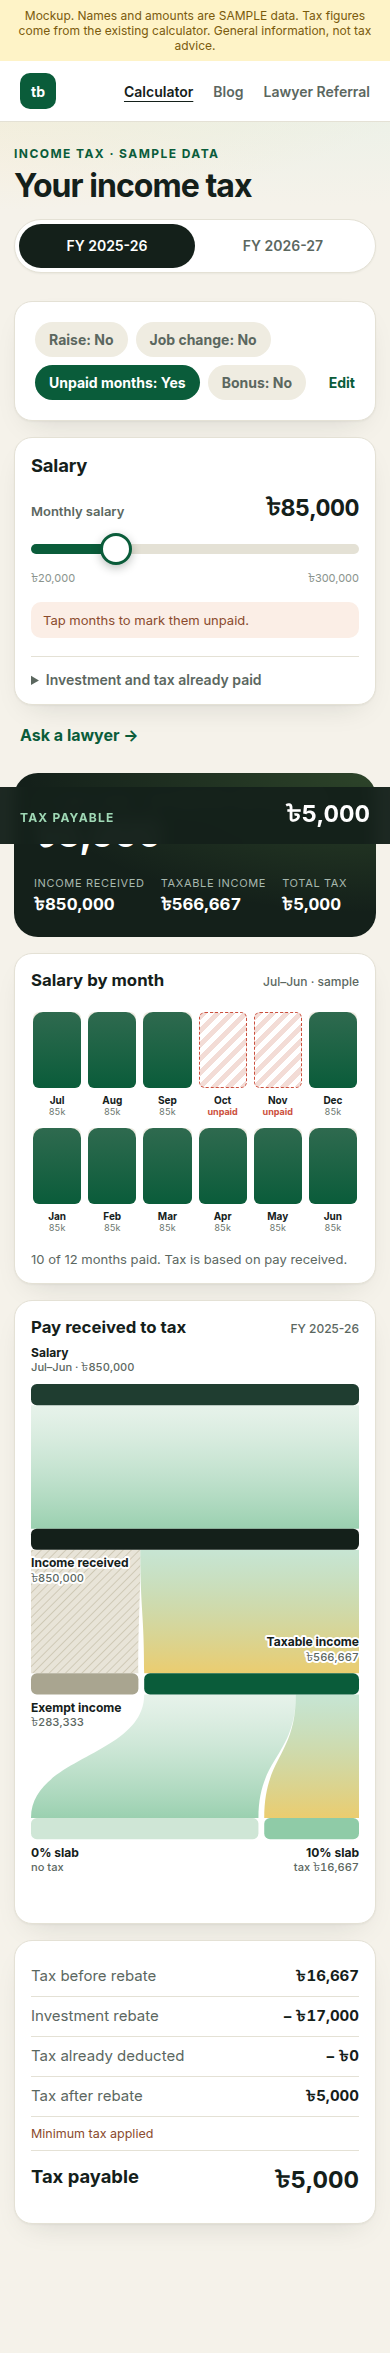 Mockup. Names and amounts are SAMPLE data. Tax figures
come from the existing calculator. General information, not tax
advice.
tb
Calculator Blog Lawyer Referral
INCOME TAX · SAMPLE DATA
Your income tax
FY 2025-26 FY 2026-27
Raise: No Job change: No
Unpaid months: Yes Bonus: No Edit
Salary
Monthly salary ৳85,000
৳20,000 ৳300,000
Tap months to mark them unpaid.
▶ Investment and tax already paid
Ask a lawyer →
TAX PAYABLE ৳5,000
INCOME RECEIVED TAXABLE INCOME TOTAL TAX
৳850,000 ৳566,667 ৳5,000
Salary by month Jul–Jun · sample
Jul Aug Sep Oct Nov Dec
85k 85k 85k unpaid unpaid 85k
Jan Feb Mar Apr May Jun
85k 85k 85k 85k 85k 85k
10 of 12 months paid. Tax is based on pay received.
Pay received to tax FY 2025-26
Salary
Jul–Jun · ৳850,000
Income received
৳850,000
Taxable income
৳566,667
Exempt income
৳283,333
0% slab 10% slab
no tax tax ৳16,667
Tax before rebate ৳16,667
Investment rebate – ৳17,000
Tax already deducted – ৳0
Tax after rebate ৳5,000
Minimum tax applied
Tax payable ৳5,000